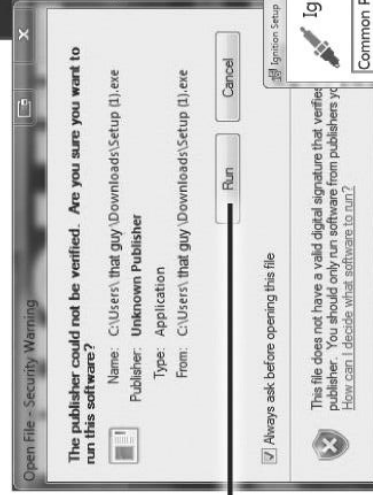 Open File - Security Warning
The publisher could not be verified.  Are you sure you want to
run this software?
Name: C:\Users\ that guy \Downloads\Setup (1).exe
Publisher: Unknown Publisher
Type: Application
From: C:\Users\ that guy \Downloads\Setup (1).exe
Run
Cancel
Always ask before opening this file
This file does not have a valid digital signature that verifies
publisher.  You should only run software from publishers yo
How can I decide what software to run?
Ignition Setup
Ig
Common F